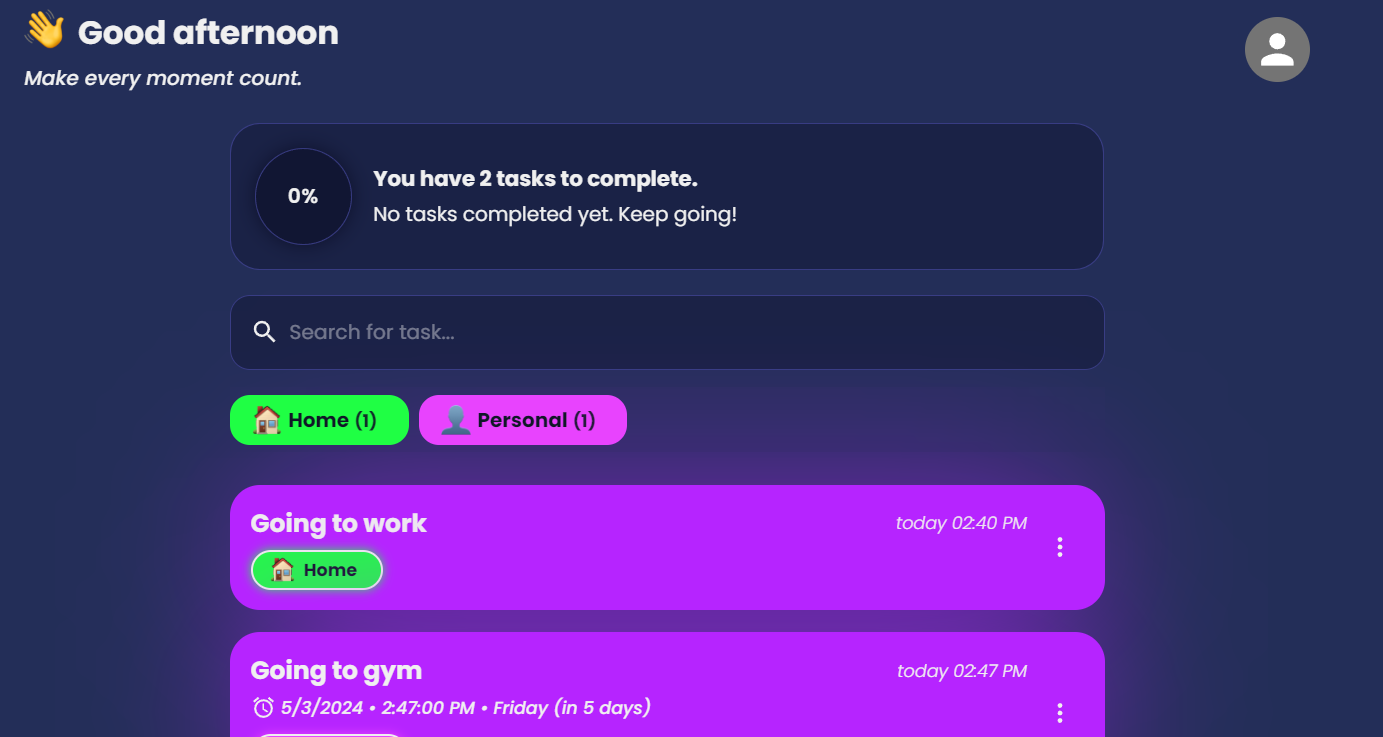 Good afternoon
Make every moment count.
0%
You have 2 tasks to complete.
No tasks completed yet. Keep going!
Search for task...
Home (1)
Personal (1)
Going to work
today 02:40 PM
Home
Going to gym
today 02:47 PM
5/3/2024 • 2:47:00 PM • Friday (in 5 days)